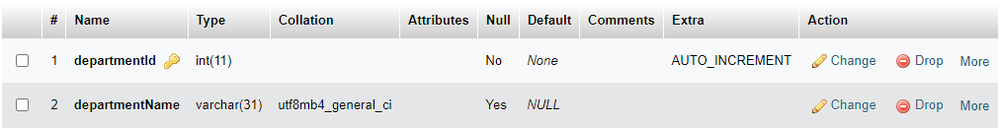 # Name Type Collation Attributes Null Default Comments Extra Action
1 departmentId int(11) No None AUTO_INCREMENT Change Drop More
2 departmentName varchar(31) utf8mb4_general_ci Yes NULL Change Drop More